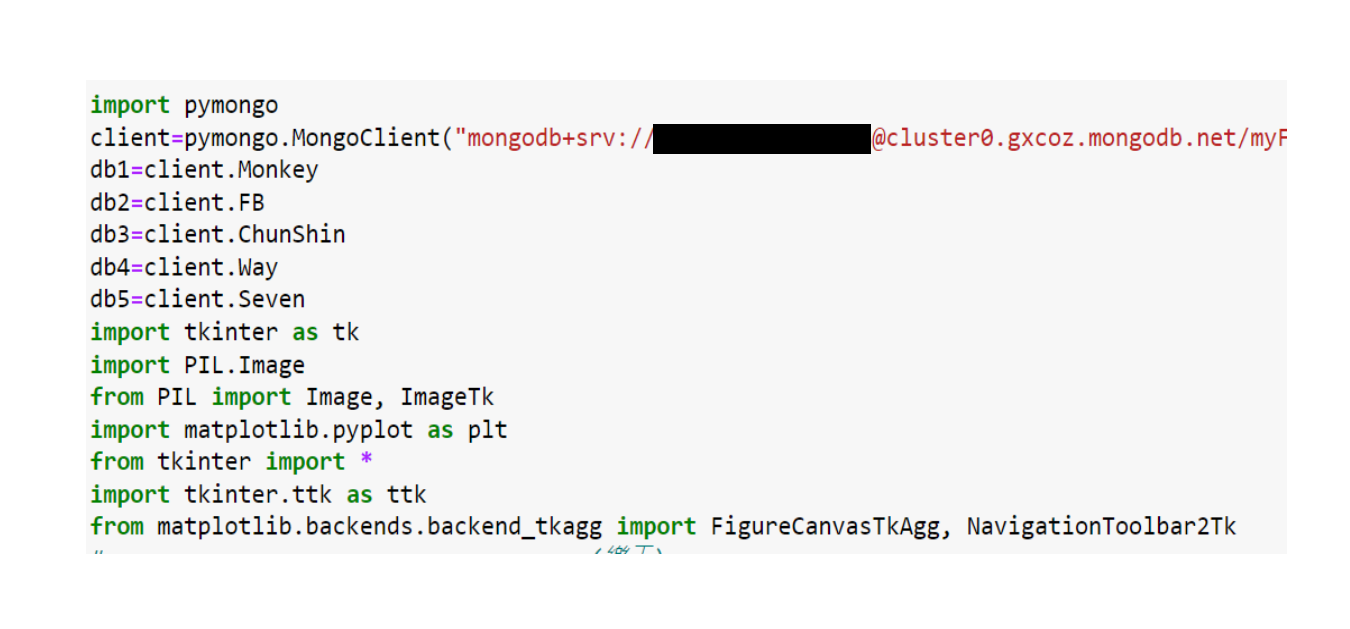 import pymongo
client=pymongo.MongoClient("mongodb+srv://@cluster0.gxcoz.mongodb.net/myF
db1=client.Monkey
db2=client.FB
db3=client.ChunShin
db4=client.Way
db5=client.Seven
import tkinter as tk
import PIL.Image
from PIL import Image, ImageTk
import matplotlib.pyplot as plt
from tkinter import *
import tkinter.ttk as ttk
from matplotlib.backends.backend_tkagg import FigureCanvasTkAgg, NavigationToolbar2Tk